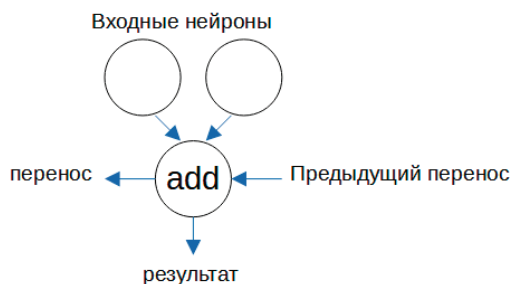 Входные нейроны
add
перенос
Предыдущий перенос
результат